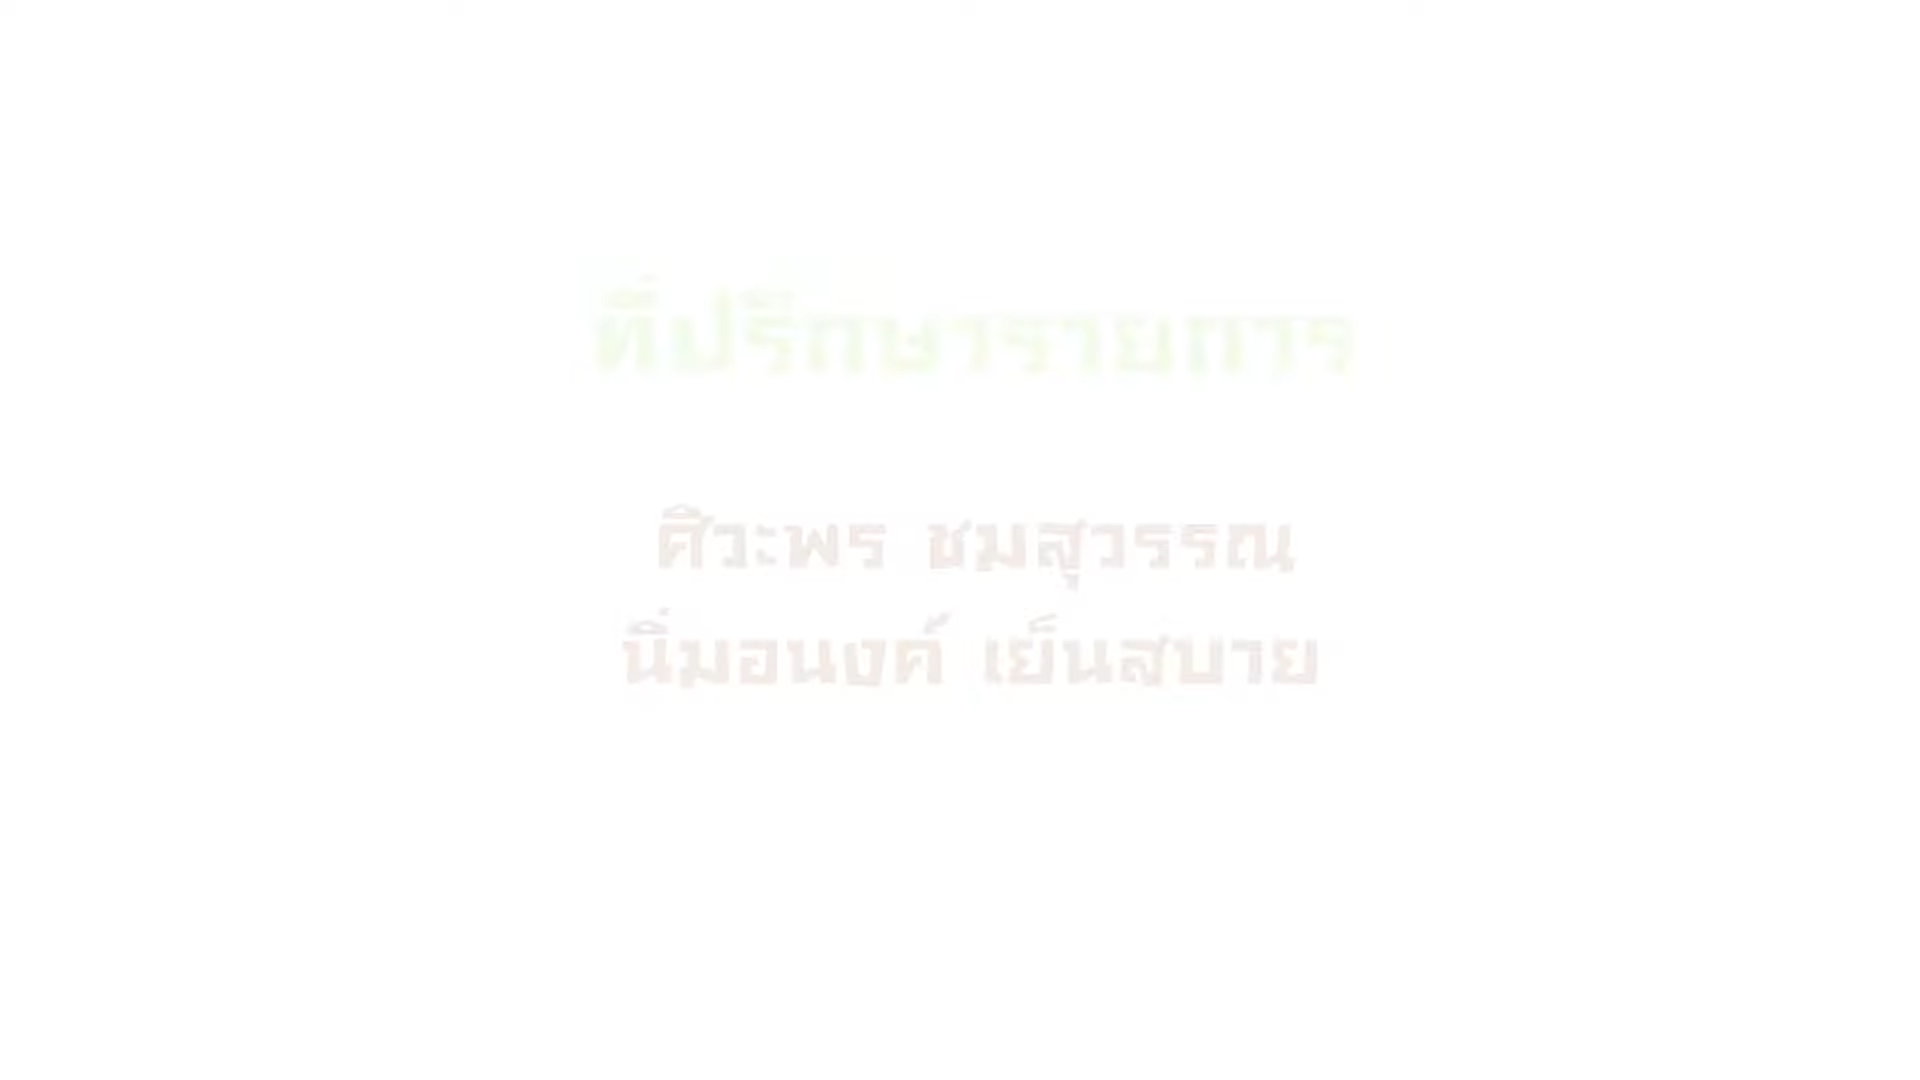 ที่ปรึกษารายการ
ศิวะพร ชมสุวรรณ
นิ่มอนงค์ เย็นสบาย